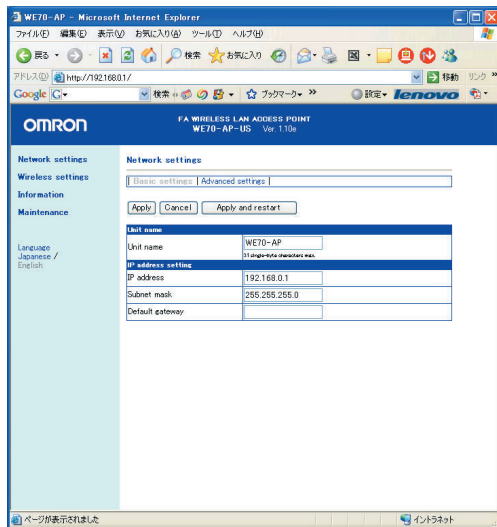 WE70-AP - Microsoft Internet Explorer
ファイル(F) 編集(E) 表示(V) お気に入り(A) ツール(T) ヘルプ(H)
戻る 検索 お気に入り
アドレス(D) http://192.168.0.1/ 移動 リンク »
Google G 検索 ブックマーク » 設定 lenovo
OMRON
FA WIRELESS LAN ACCESS POINT
WE70-AP-US Ver. 1.10e
Network settings
Wireless settings
Information
Maintenance
Language
Japanese /
English
Network settings
| Basic settings | Advanced settings |
Apply Cancel Apply and restart
Unit name
Unit name WE70-AP
31 single-byte characters max.
IP address setting
IP address 192.168.0.1
Subnet mask 255.255.255.0
Default gateway
ページが表示されました イントラネット